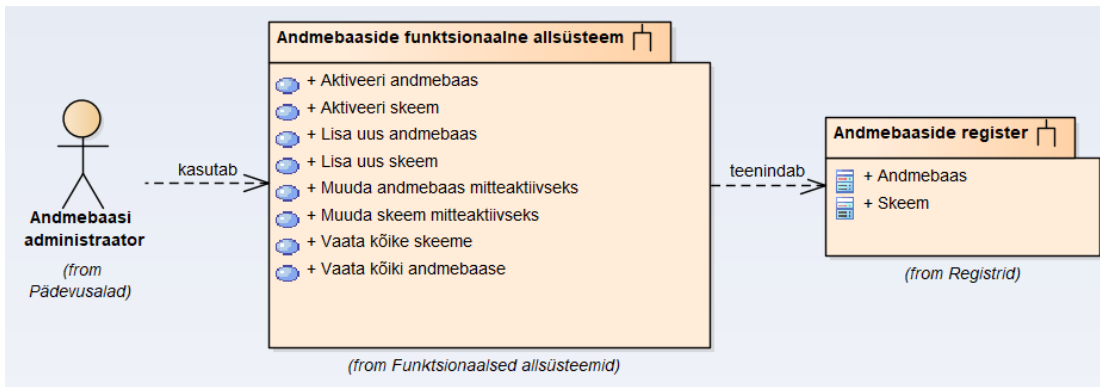 Andmebaasi
administraator
(from
Pädevusalad)
kasutab
Andmebaaside funktsionaalne allsüsteem
+ Aktiveeri andmebaas
+ Aktiveeri skeem
+ Lisa uus andmebaas
+ Lisa uus skeem
+ Muuda andmebaas mitteaktiivseks
+ Muuda skeem mitteaktiivseks
+ Vaata kõike skeeme
+ Vaata kõiki andmebaase
(from Funktsionaalsed allsüsteemid)
teenindab
Andmebaaside register
+ Andmebaas
+ Skeem
(from Registrid)